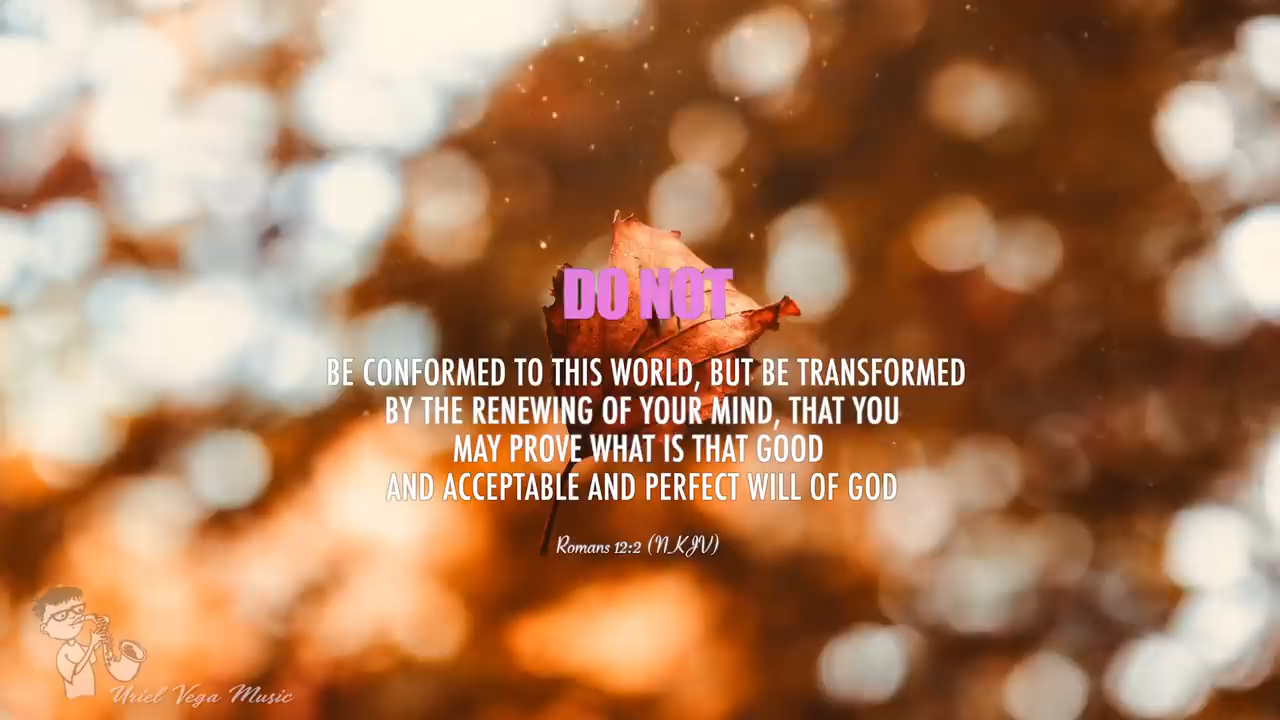 DO NOT
BE CONFORMED TO THIS WORLD, BUT BE TRANSFORMED
BY THE RENEWING OF YOUR MIND, THAT YOU
MAY PROVE WHAT IS THAT GOOD
AND ACCEPTABLE AND PERFECT WILL OF GOD
Romans 12:2 (NKJV)
Uriel Vega Music